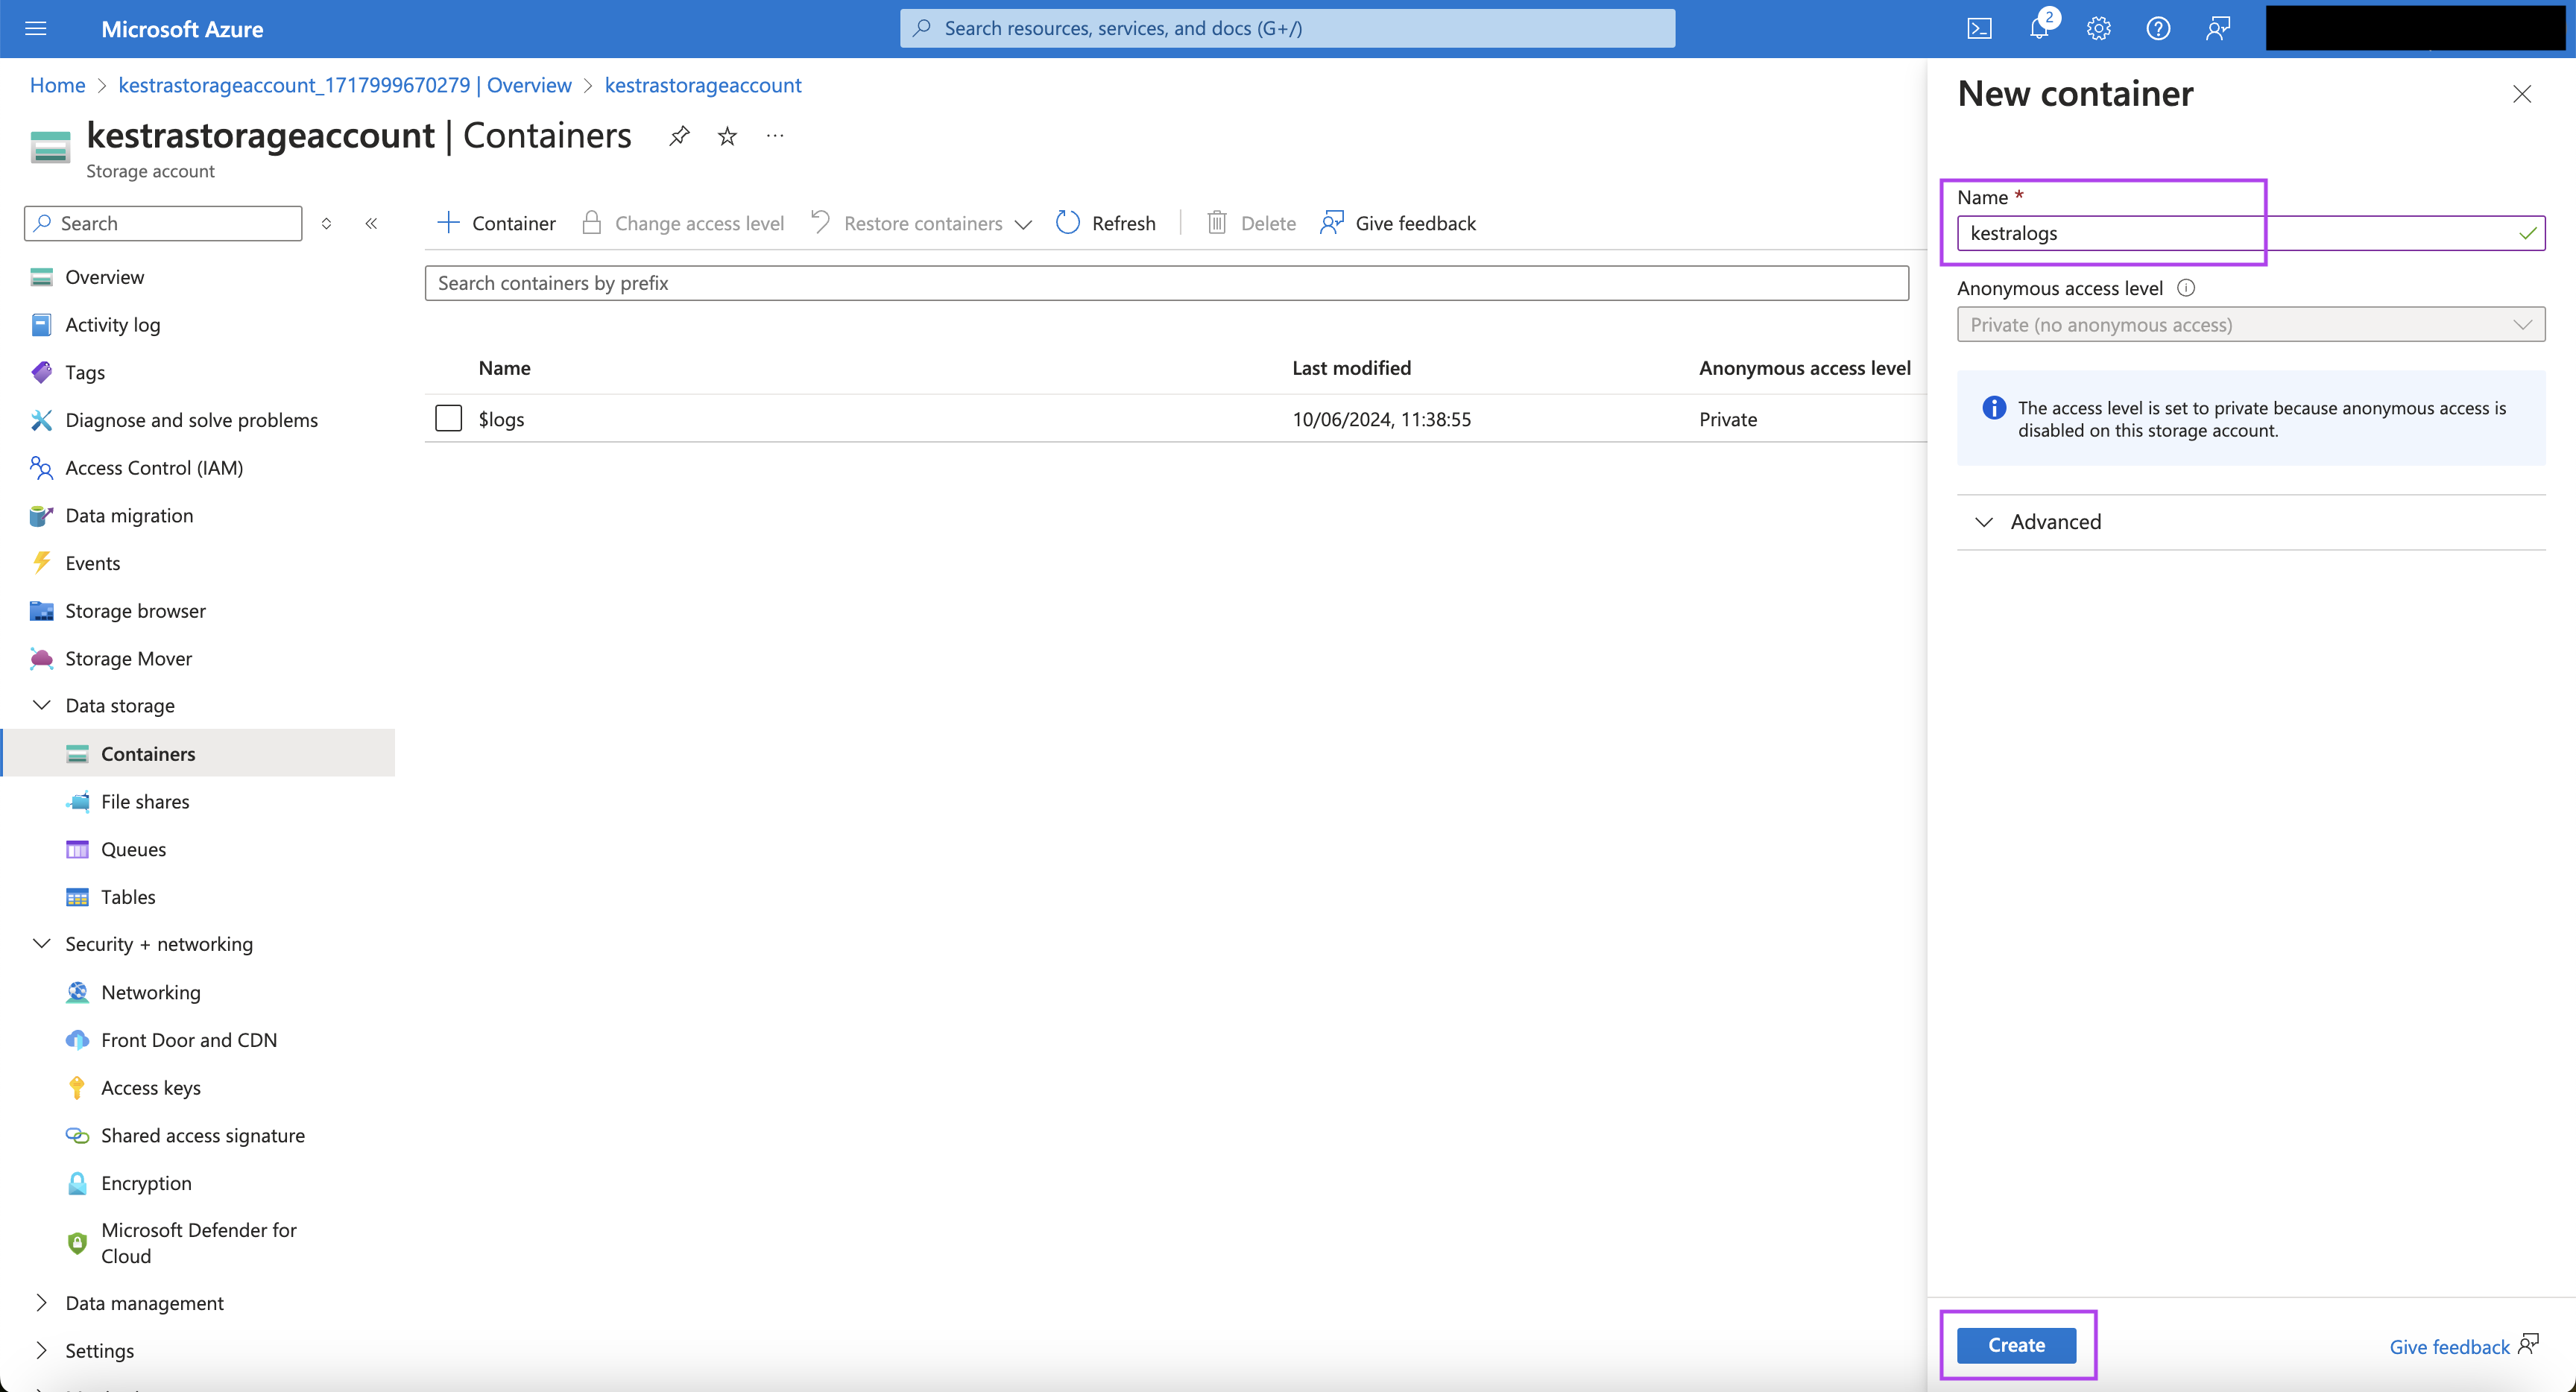 Microsoft Azure
Search resources, services, and docs (G+/)
2
Home > kestrastorageaccount_1717999670279 | Overview > kestrastorageaccount
kestrastorageaccount | Containers
Storage account
Search
Container
Change access level
Restore containers
Refresh
Delete
Give feedback
Search containers by prefix
Name
Last modified
Anonymous access level
$logs
10/06/2024, 11:38:55
Private
Overview
Activity log
Tags
Diagnose and solve problems
Access Control (IAM)
Data migration
Events
Storage browser
Storage Mover
Data storage
Containers
File shares
Queues
Tables
Security + networking
Networking
Front Door and CDN
Access keys
Shared access signature
Encryption
Microsoft Defender for
Cloud
Data management
Settings
New container
Name *
kestralogs
Anonymous access level
Private (no anonymous access)
The access level is set to private because anonymous access is
disabled on this storage account.
Advanced
Create
Give feedback